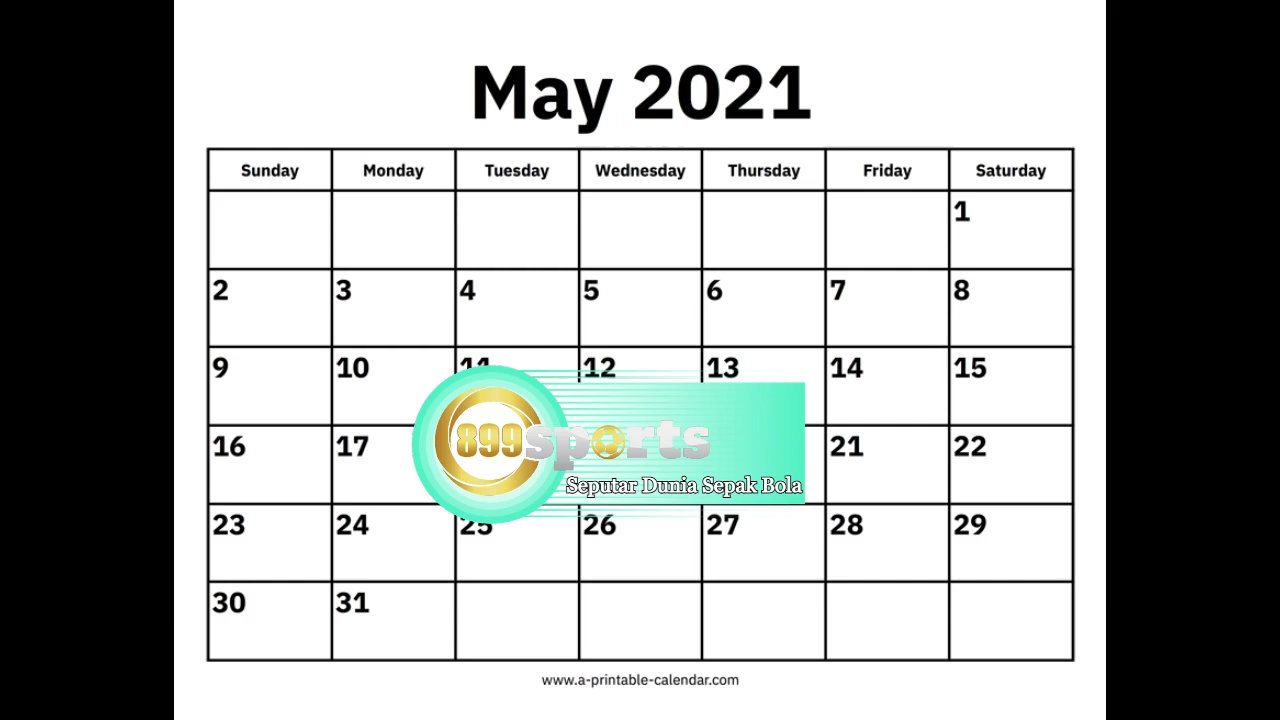 May 2021
Sunday Monday Tuesday Wednesday Thursday Friday Saturday
1
2 3 4 5 6 7 8
9 10 11 12 13 14 15
16 17 21 22
899sports
Seputar Dunia Sepak Bola
23 24 25 26 27 28 29
30 31
www.a-printable-calendar.com